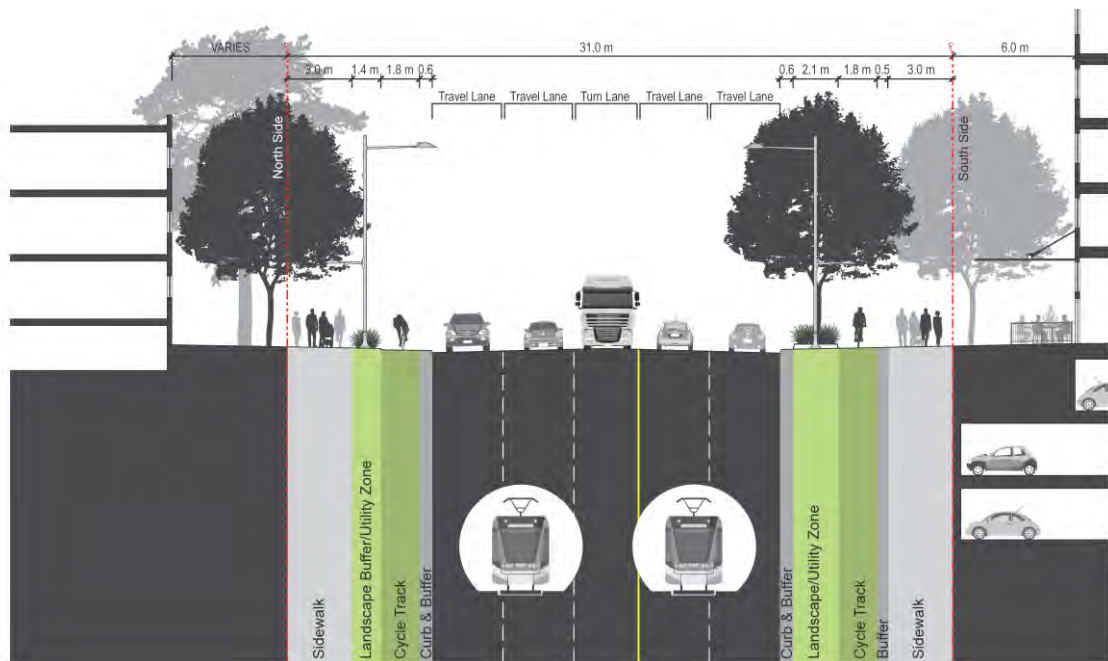 VARIES
31.0 m
6.0 m
3.0 m
1.4 m
1.8 m
0.6
0.6
2.1 m
1.8 m
0.5
3.0 m
Travel Lane
Travel Lane
Turn Lane
Travel Lane
Travel Lane
North Side
South Side
Sidewalk
Landscape Buffer/Utility Zone
Cycle Track
Curb & Buffer
Curb & Buffer
Landscape/Utility Zone
Cycle Track
Buffer
Sidewalk